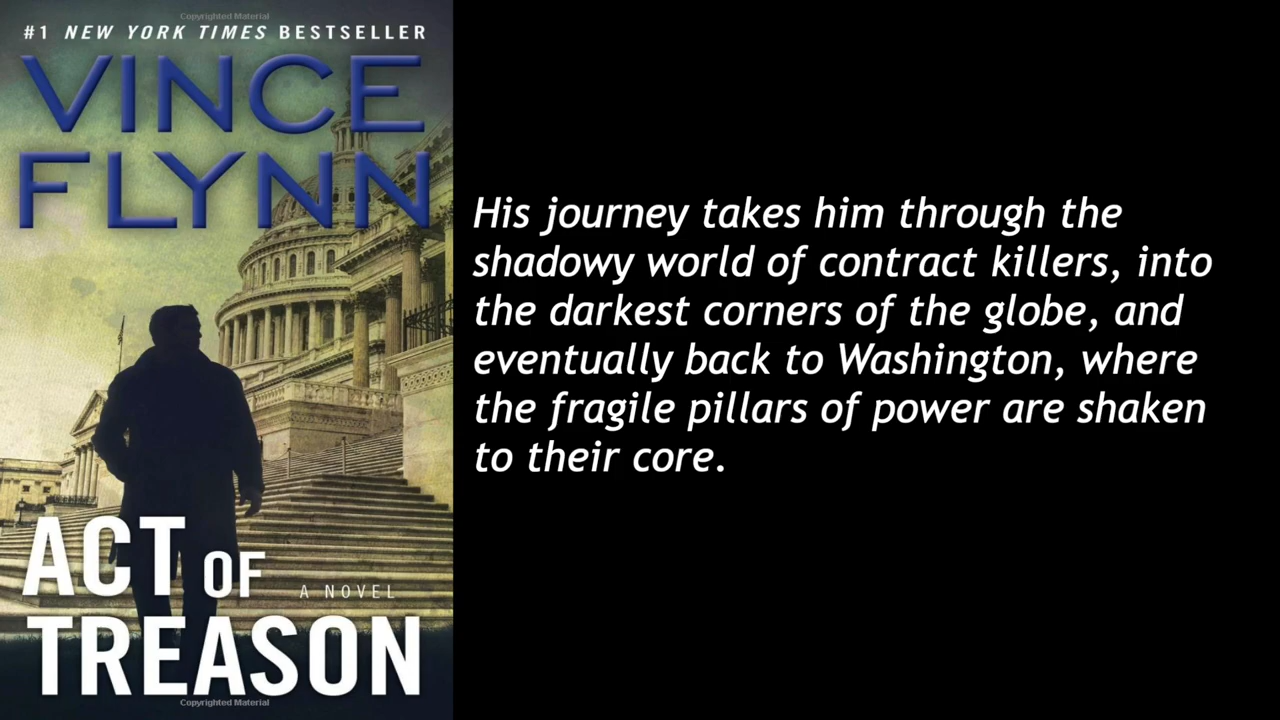 Copyrighted Material
#1 NEW YORK TIMES BESTSELLER
VINCE
FLYNN
ACT OF
A NOVEL
TREASON
Copyrighted Material
His journey takes him through the
shadowy world of contract killers, into
the darkest corners of the globe, and
eventually back to Washington, where
the fragile pillars of power are shaken
to their core.